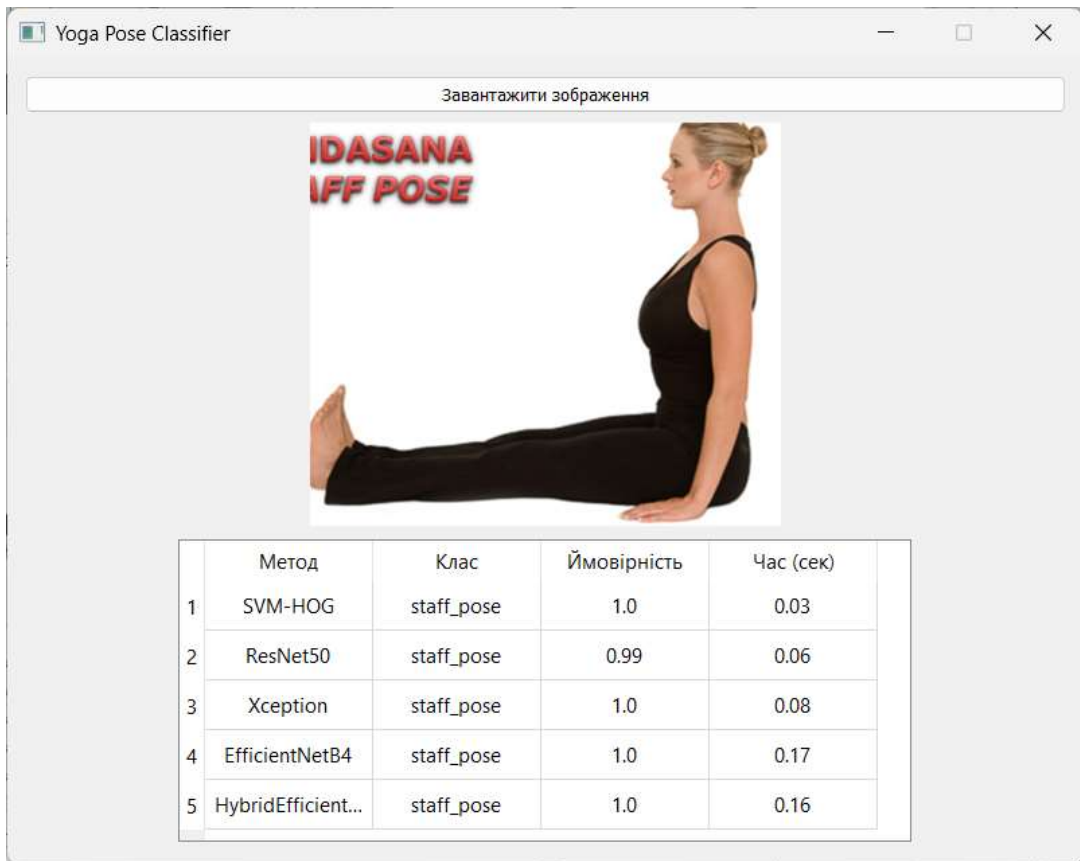 Yoga Pose Classifier
Завантажити зображення
IDASANA
AFF POSE
Метод Клас Ймовірність Час (сек)
1 SVM-HOG staff_pose 1.0 0.03
2 ResNet50 staff_pose 0.99 0.06
3 Xception staff_pose 1.0 0.08
4 EfficientNetB4 staff_pose 1.0 0.17
5 HybridEfficient... staff_pose 1.0 0.16